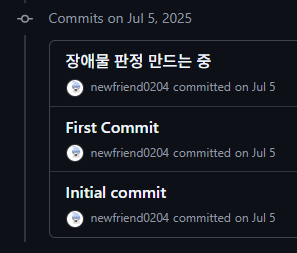 Commits on Jul 5, 2025
장애물 판정 만드는 중
newfriend0204 committed on Jul 5
First Commit
newfriend0204 committed on Jul 5
Initial commit
newfriend0204 committed on Jul 5